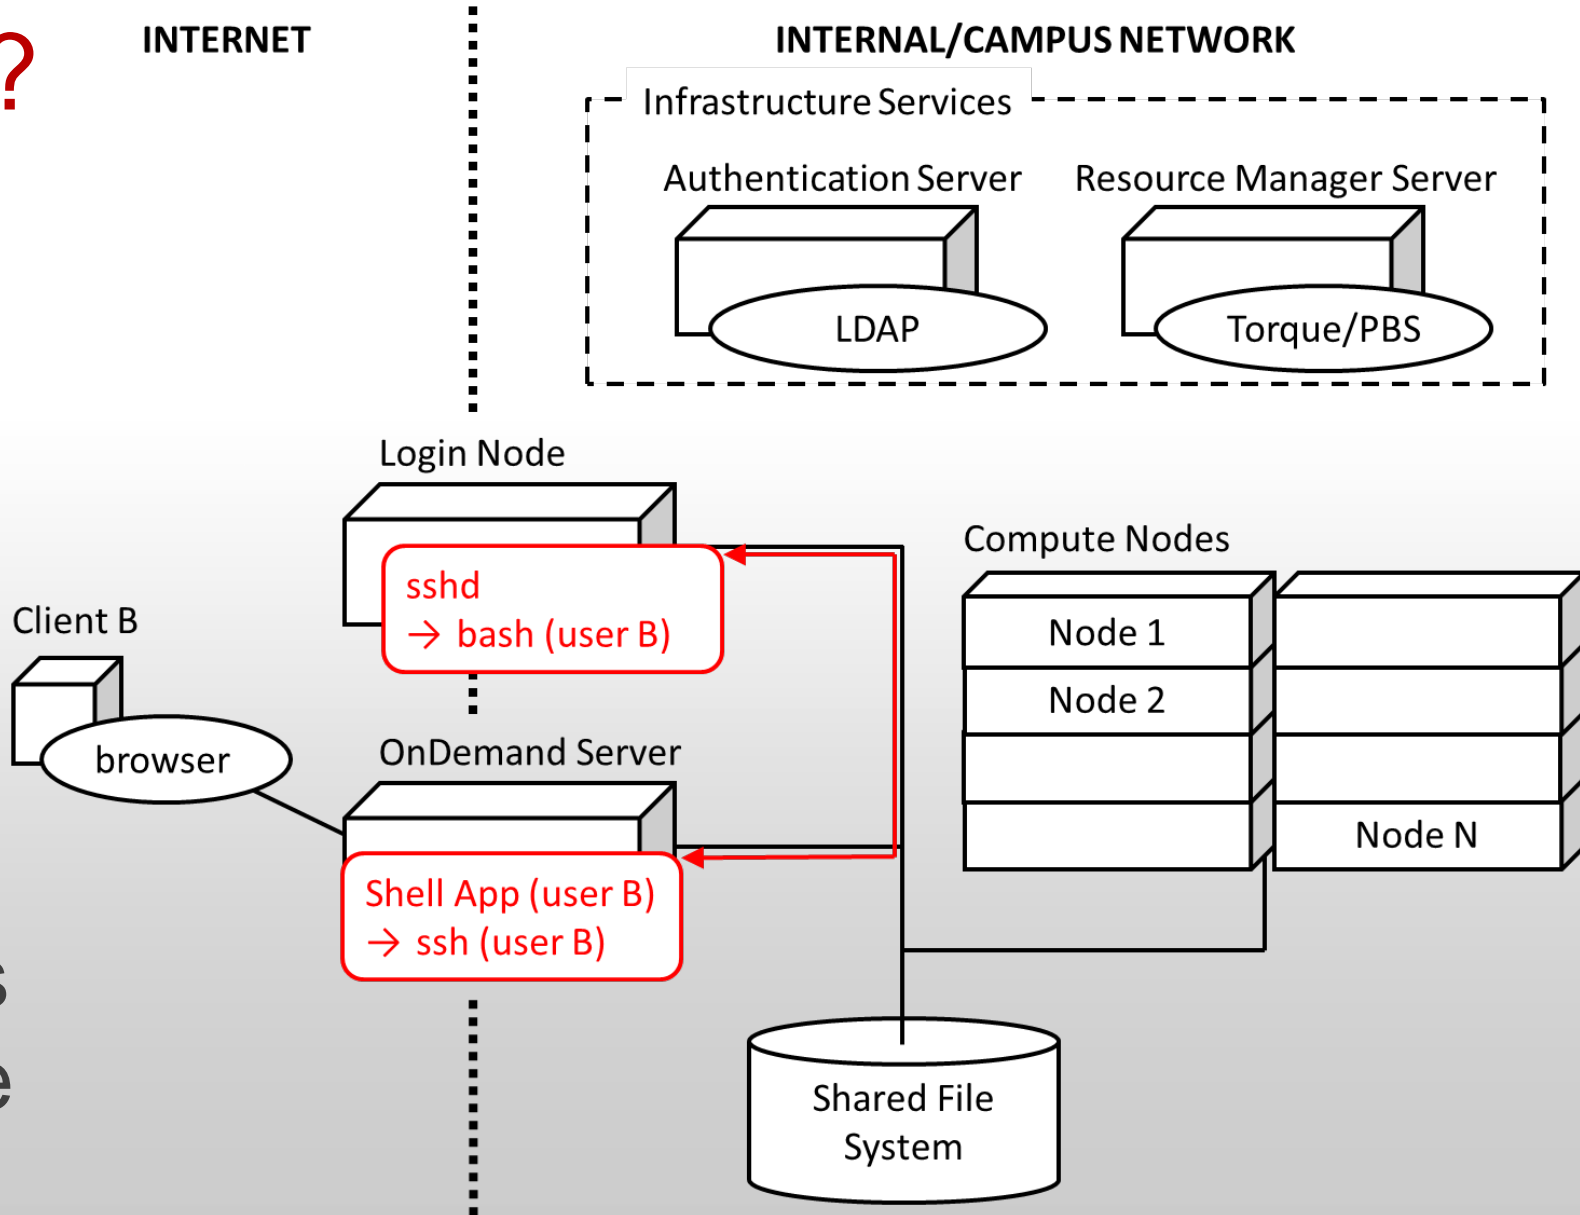 ?
INTERNET
INTERNAL/CAMPUS NETWORK
Infrastructure Services
Authentication Server
Resource Manager Server
LDAP
Torque/PBS
Login Node
sshd
→ bash (user B)
Compute Nodes
Node 1
Node 2
Node N
Client B
browser
OnDemand Server
Shell App (user B)
→ ssh (user B)
s
e
Shared File
System